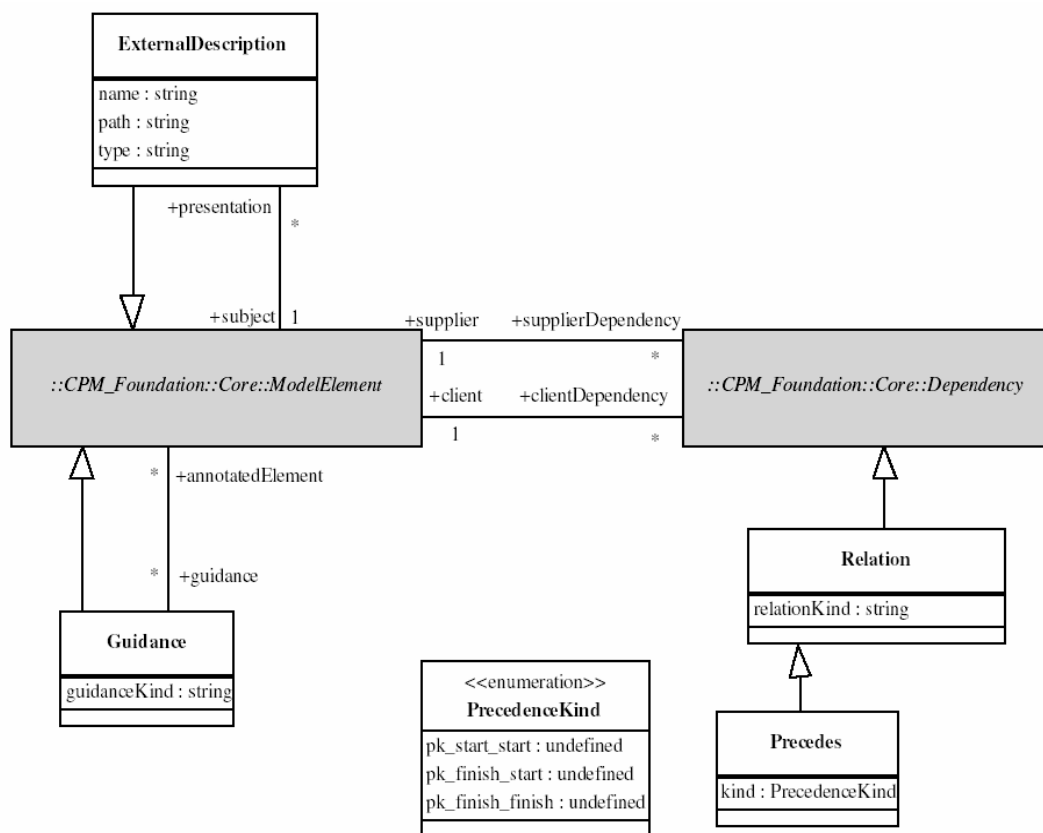 ExternalDescription
name : string
path : string
type : string
+presentation
*
+subject
1
+supplier
+supplierDependency
1
*
::CPM_Foundation::Core::ModelElement
+client
+clientDependency
1
*
::CPM_Foundation::Core::Dependency
*
+annotatedElement
*
+guidance
Guidance
guidanceKind : string
Relation
relationKind : string
<<enumeration>>
PrecedenceKind
pk_start_start : undefined
pk_finish_start : undefined
pk_finish_finish : undefined
Precedes
kind : PrecedenceKind